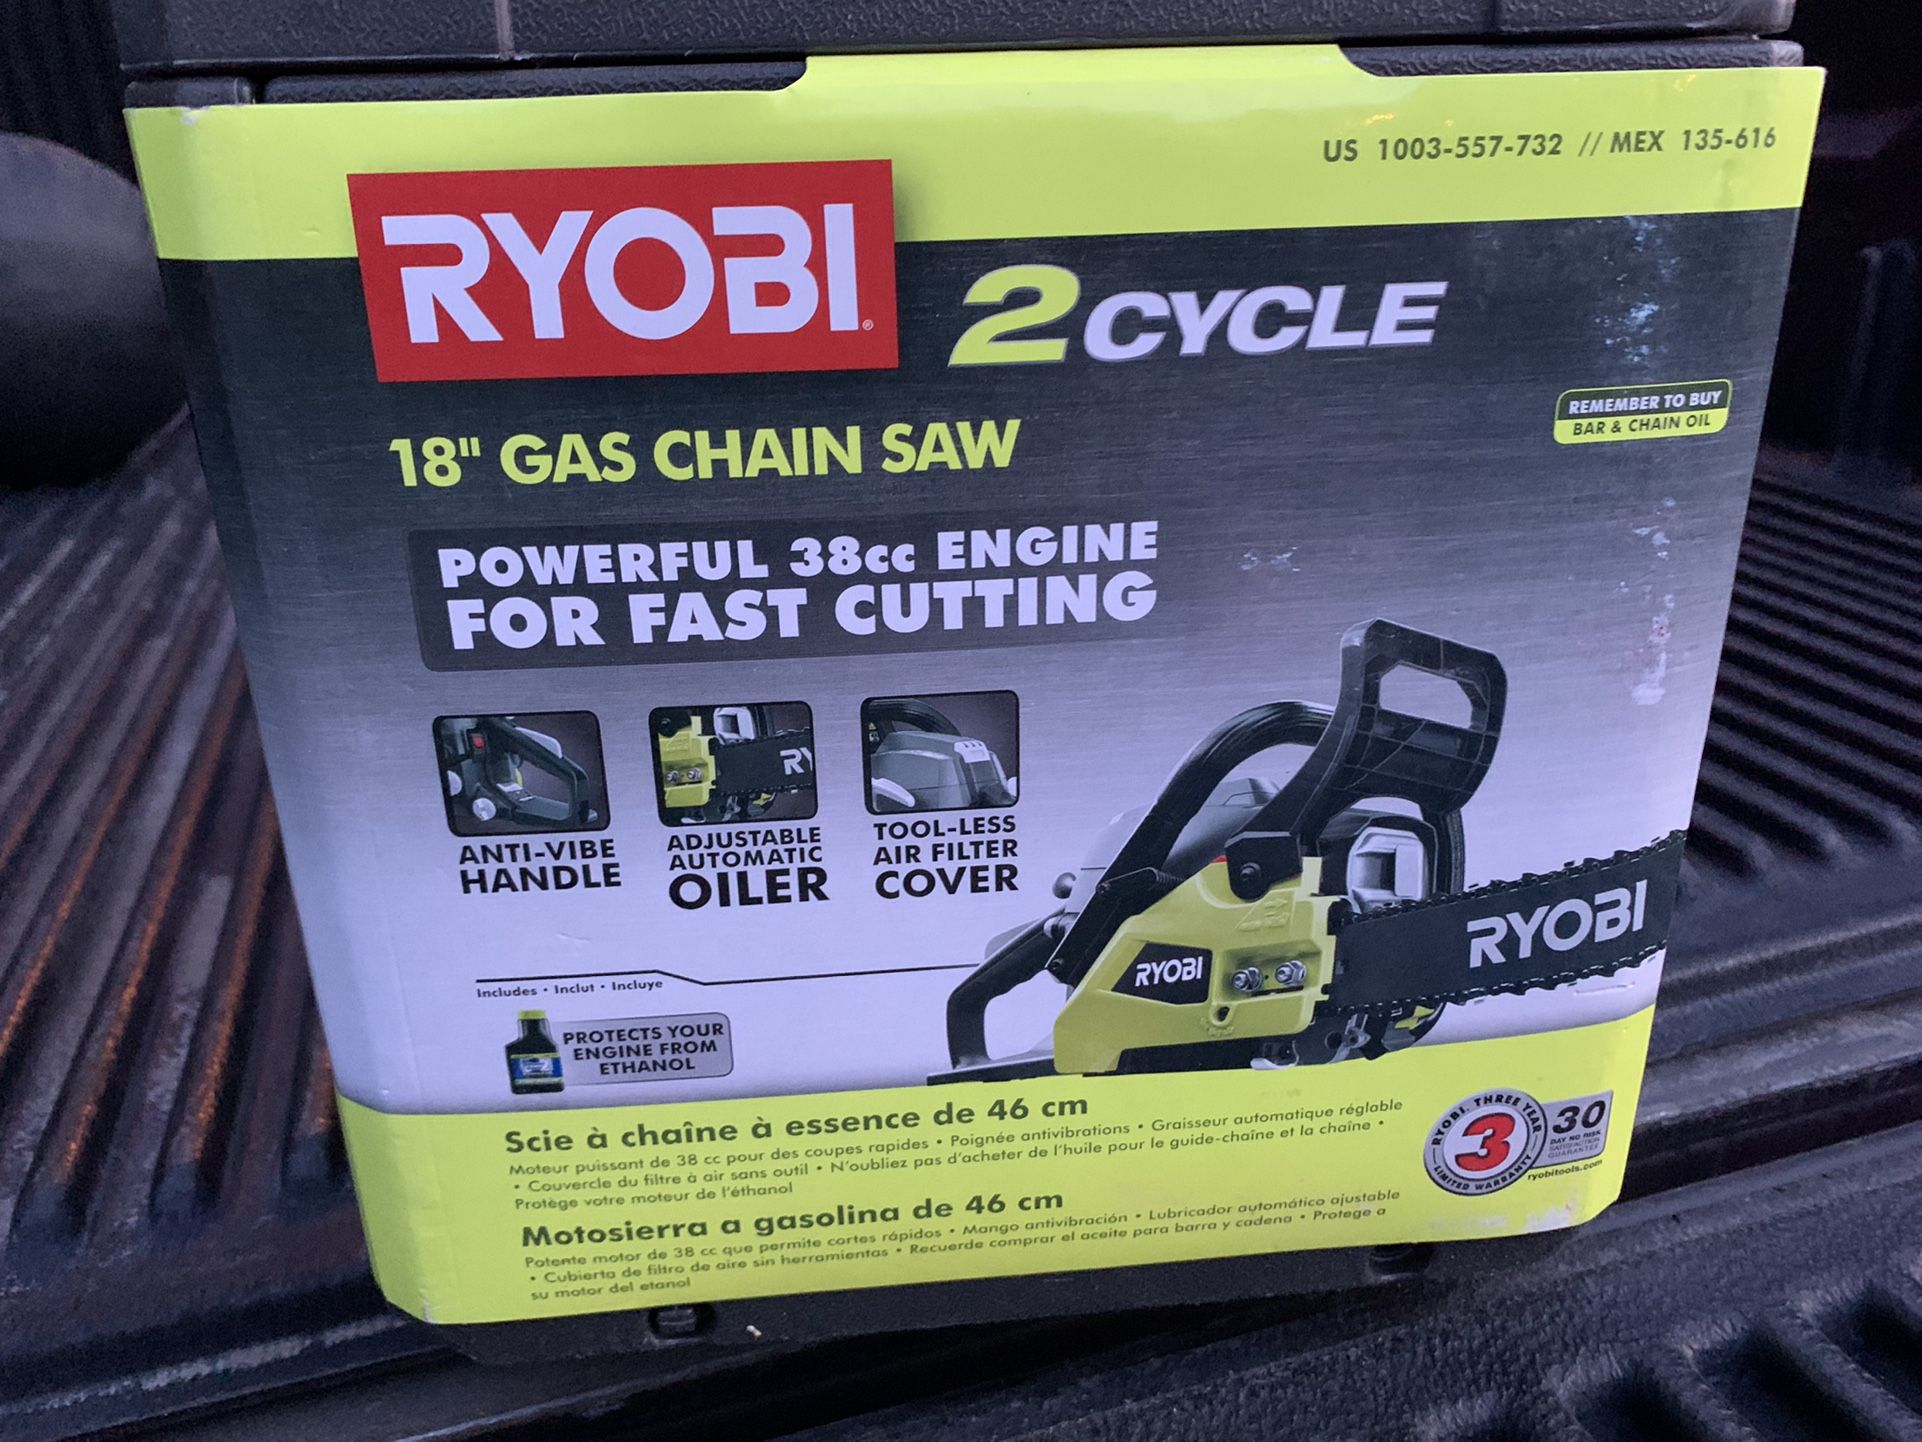 US 1003-557-732 // MEX 135-616
RYOBI®
2 CYCLE
REMEMBER TO BUY
BAR & CHAIN OIL
18" GAS CHAIN SAW
POWERFUL 38cc ENGINE
FOR FAST CUTTING
RY
ANTI-VIBE
HANDLE
ADJUSTABLE
AUTOMATIC
OILER
TOOL-LESS
AIR FILTER
COVER
RYOBI
RYOBI
Includes • Inclut • Incluye
PROTECTS YOUR
ENGINE FROM
ETHANOL
Scie à chaîne à essence de 46 cm
Moteur puissant de 38 cc pour des coupes rapides • Poignée antivibrations • Graisseur automatique réglable
• Couvercle du filtre à air sans outil • N'oubliez pas d'acheter de l'huile pour le guide-chaîne et la chaîne •
Protège votre moteur de l'éthanol
Motosierra a gasolina de 46 cm
Potente motor de 38 cc que permite cortes rápidos • Mango antivibración • Lubricador automático ajustable
• Cubierta de filtro de aire sin herramientas • Recuerde comprar el aceite para barra y cadena • Protege a
su motor del etanol
RYOBI. THREE YEAR
3
LIMITED WARRANTY
30
DAY NO RISK
SATISFACTION
GUARANTEE
ryobitools.com